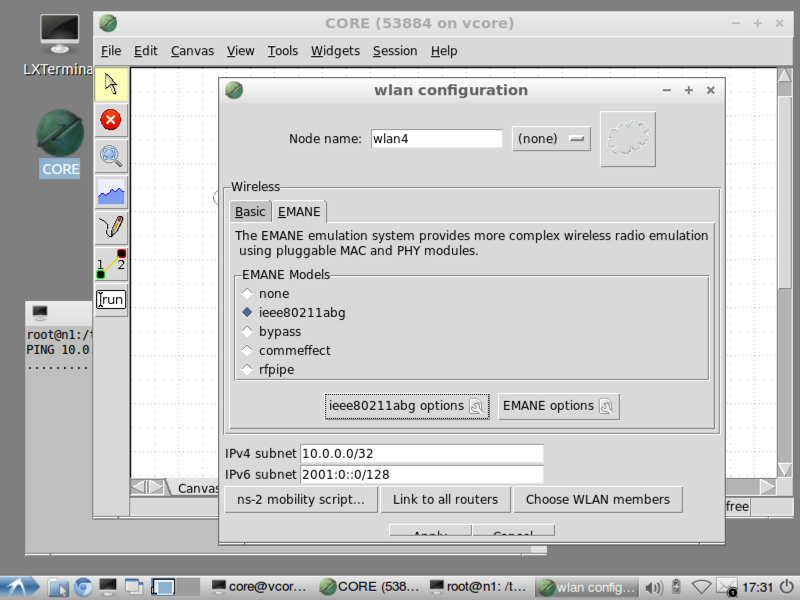 CORE (53884 on vcore)
LXTermina
File Edit Canvas View Tools Widgets Session Help
wlan configuration
Node name: wlan4 (none)
CORE
Wireless
Basic EMANE
The EMANE emulation system provides more complex wireless radio emulation
using pluggable MAC and PHY modules.
EMANE Models
none
ieee80211abg
bypass
commeffect
rfpipe
1 2
run
root@n1:/t
PING 10.0
.........
ieee80211abg options EMANE options
IPv4 subnet 10.0.0.0/32
IPv6 subnet 2001:0::0/128
Canvas
ns-2 mobility script... Link to all routers Choose WLAN members
free
Apply Cancel
core@vcor... CORE (538... root@n1: /t... wlan config... 17:31